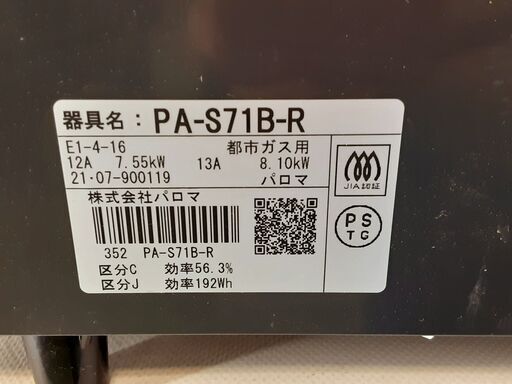 器具名：PA-S71B-R
E1-4-16 都市ガス用
12A 7.55kW 13A 8.10kW
21・07-900119 パロマ
株式会社パロマ
352 PA-S71B-R
区分C 効率56.3%
区分J 効率192Wh
JIA認証
PS
TG